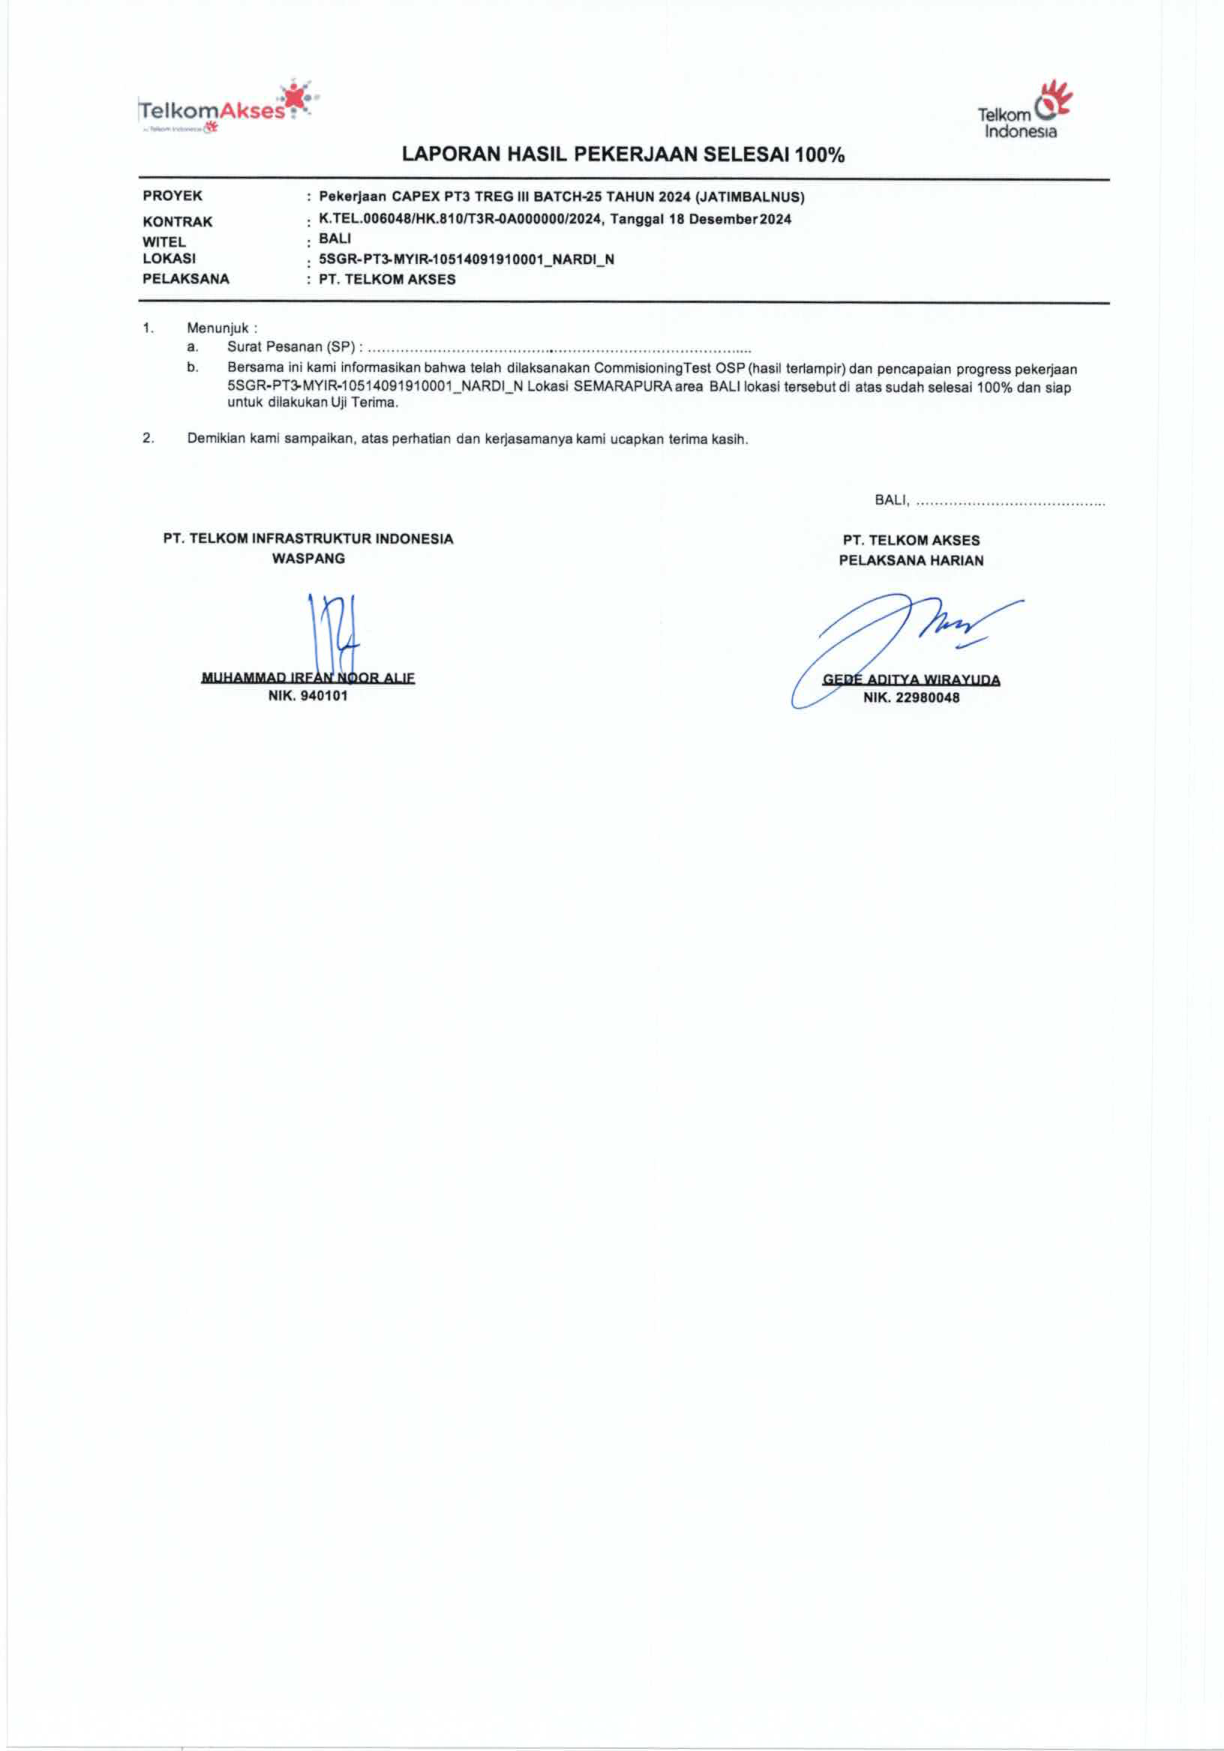 TelkomAkses
by Telkom Indonesia
Telkom
Indonesia
LAPORAN HASIL PEKERJAAN SELESAI 100%
PROYEK : Pekerjaan CAPEX PT3 TREG III BATCH-25 TAHUN 2024 (JATIMBALNUS)
KONTRAK : K.TEL.006048/HK.810/T3R-0A000000/2024, Tanggal 18 Desember 2024
WITEL : BALI
LOKASI : 5SGR-PT3-MYIR-10514091910001_NARDI_N
PELAKSANA : PT. TELKOM AKSES
1. Menunjuk :
a. Surat Pesanan (SP) : ....................................................................................
b. Bersama ini kami informasikan bahwa telah dilaksanakan CommisioningTest OSP (hasil terlampir) dan pencapaian progress pekerjaan
5SGR-PT3-MYIR-10514091910001_NARDI_N Lokasi SEMARAPURA area BALI lokasi tersebut di atas sudah selesai 100% dan siap
untuk dilakukan Uji Terima.
2. Demikian kami sampaikan, atas perhatian dan kerjasamanya kami ucapkan terima kasih.
BALI, .........................................
PT. TELKOM INFRASTRUKTUR INDONESIA
WASPANG
PT. TELKOM AKSES
PELAKSANA HARIAN
MUHAMMAD IRFAN NOOR ALIF
NIK. 940101
GEDE ADITYA WIRAYUDA
NIK. 22980048